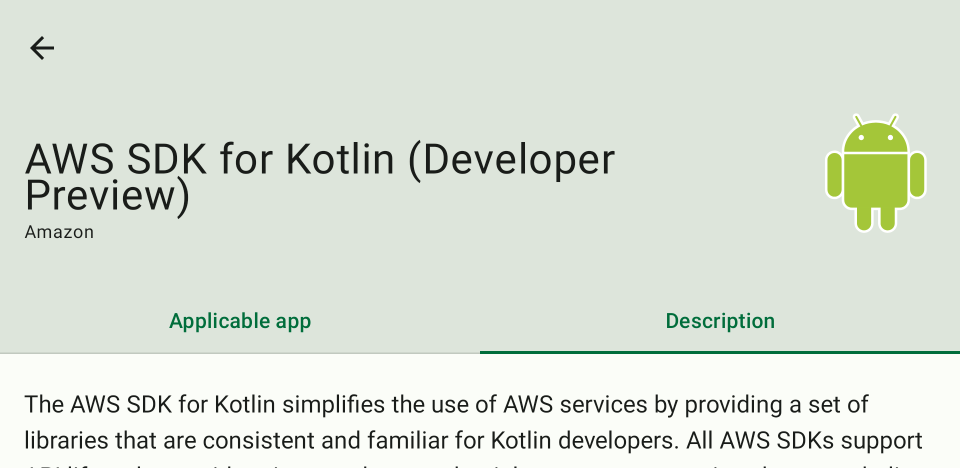 AWS SDK for Kotlin (Developer
Preview)
Amazon
Applicable app
Description
The AWS SDK for Kotlin simplifies the use of AWS services by providing a set of
libraries that are consistent and familiar for Kotlin developers. All AWS SDKs support